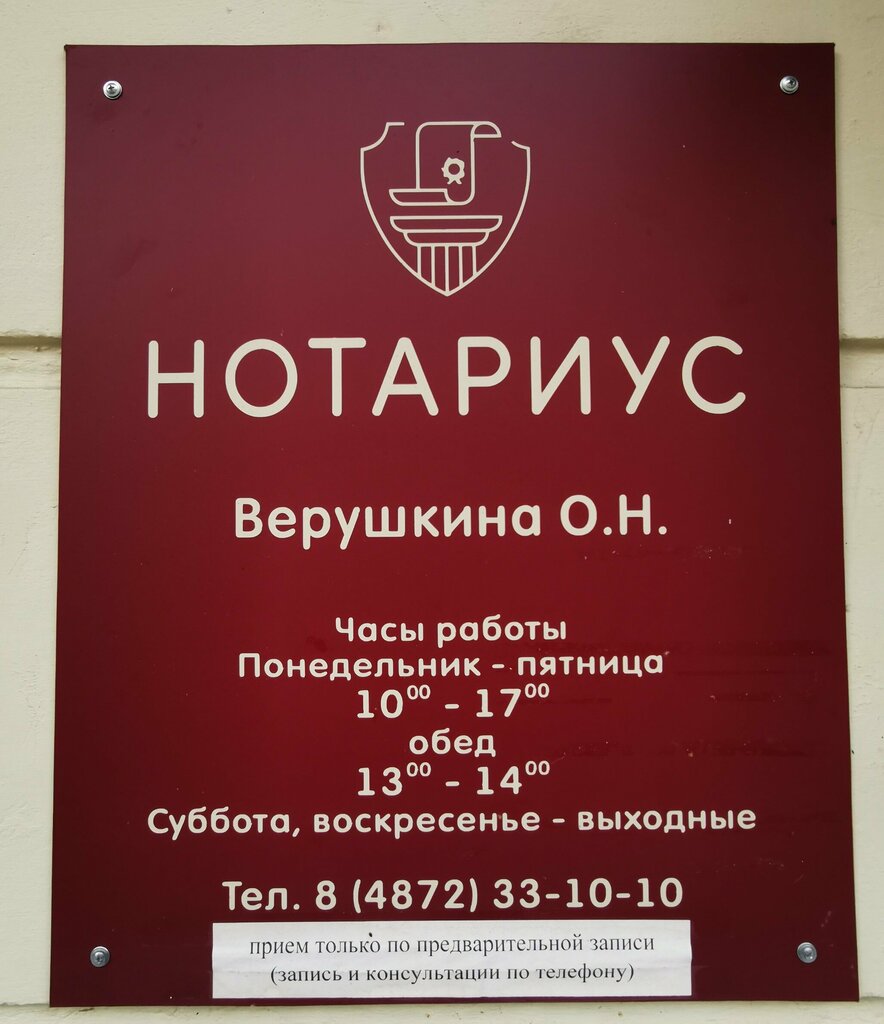 НОТАРИУС
Верушкина О.Н.
Часы работы
Понедельник - пятница
10⁰⁰ - 17⁰⁰
обед
13⁰⁰ - 14⁰⁰
Суббота, воскресенье - выходные
Тел. 8 (4872) 33-10-10
прием только по предварительной записи
(запись и консультации по телефону)